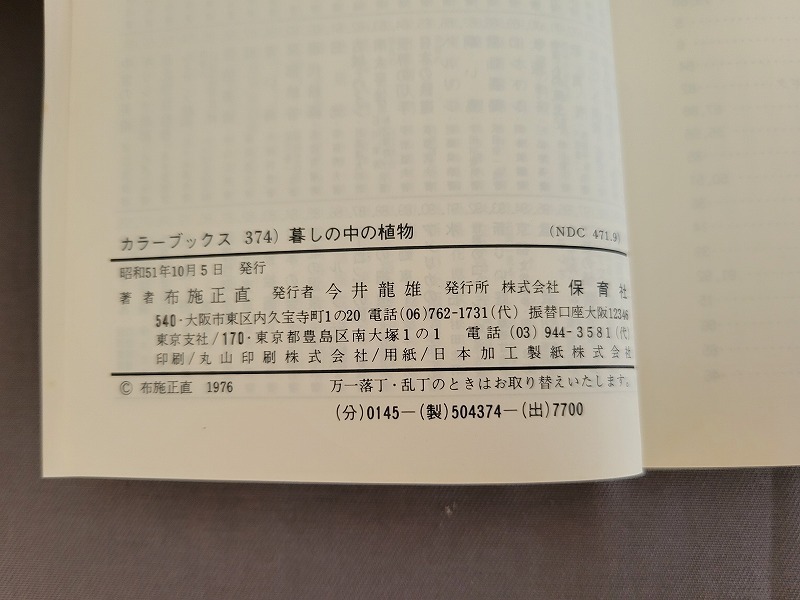 カラーブックス 374) 暮しの中の植物 (NDC 471.9)
昭和51年10月5日 発行
著者 布施正直 発行者 今井龍雄 発行所 株式会社 保育社
540・大阪市東区内久宝寺町1の20 電話(06)762-1731(代) 振替口座大阪12346
東京支社/170・東京都豊島区南大塚1の1 電話 (03) 944-3581(代)
印刷/丸山印刷株式会社/用紙/日本加工製紙株式会社
© 布施正直 1976 万一落丁・乱丁のときはお取り替えいたします。
(分)0145―(製)504374―(出)7700